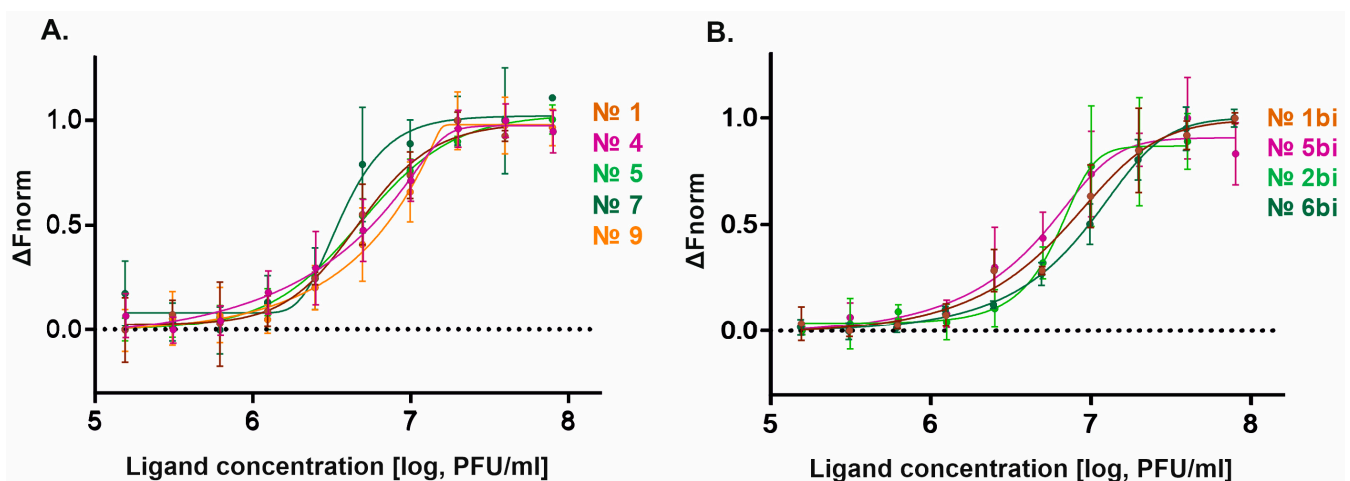 A.
1.0
0.5
0.0
ΔFnorm
5 6 7 8
Ligand concentration [log, PFU/ml]
№ 1
№ 4
№ 5
№ 7
№ 9
B.
1.0
0.5
0.0
ΔFnorm
5 6 7 8
Ligand concentration [log, PFU/ml]
№ 1bi
№ 5bi
№ 2bi
№ 6bi